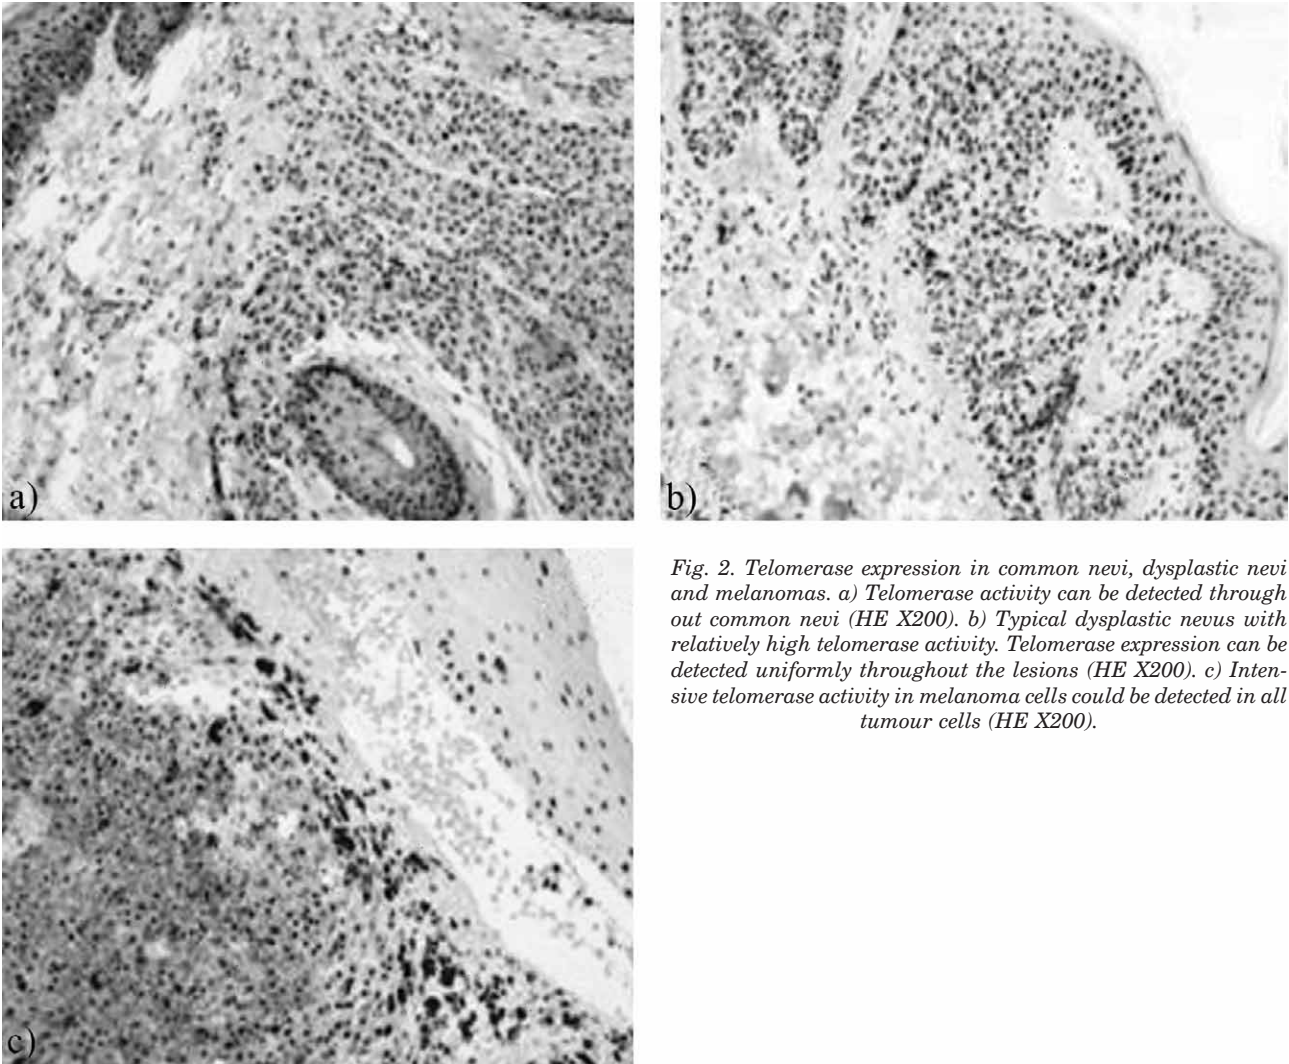 a)
b)
c)
Fig. 2. Telomerase expression in common nevi, dysplastic nevi
and melanomas. a) Telomerase activity can be detected through
out common nevi (HE X200). b) Typical dysplastic nevus with
relatively high telomerase activity. Telomerase expression can be
detected uniformly throughout the lesions (HE X200). c) Inten-
sive telomerase activity in melanoma cells could be detected in all
tumour cells (HE X200).